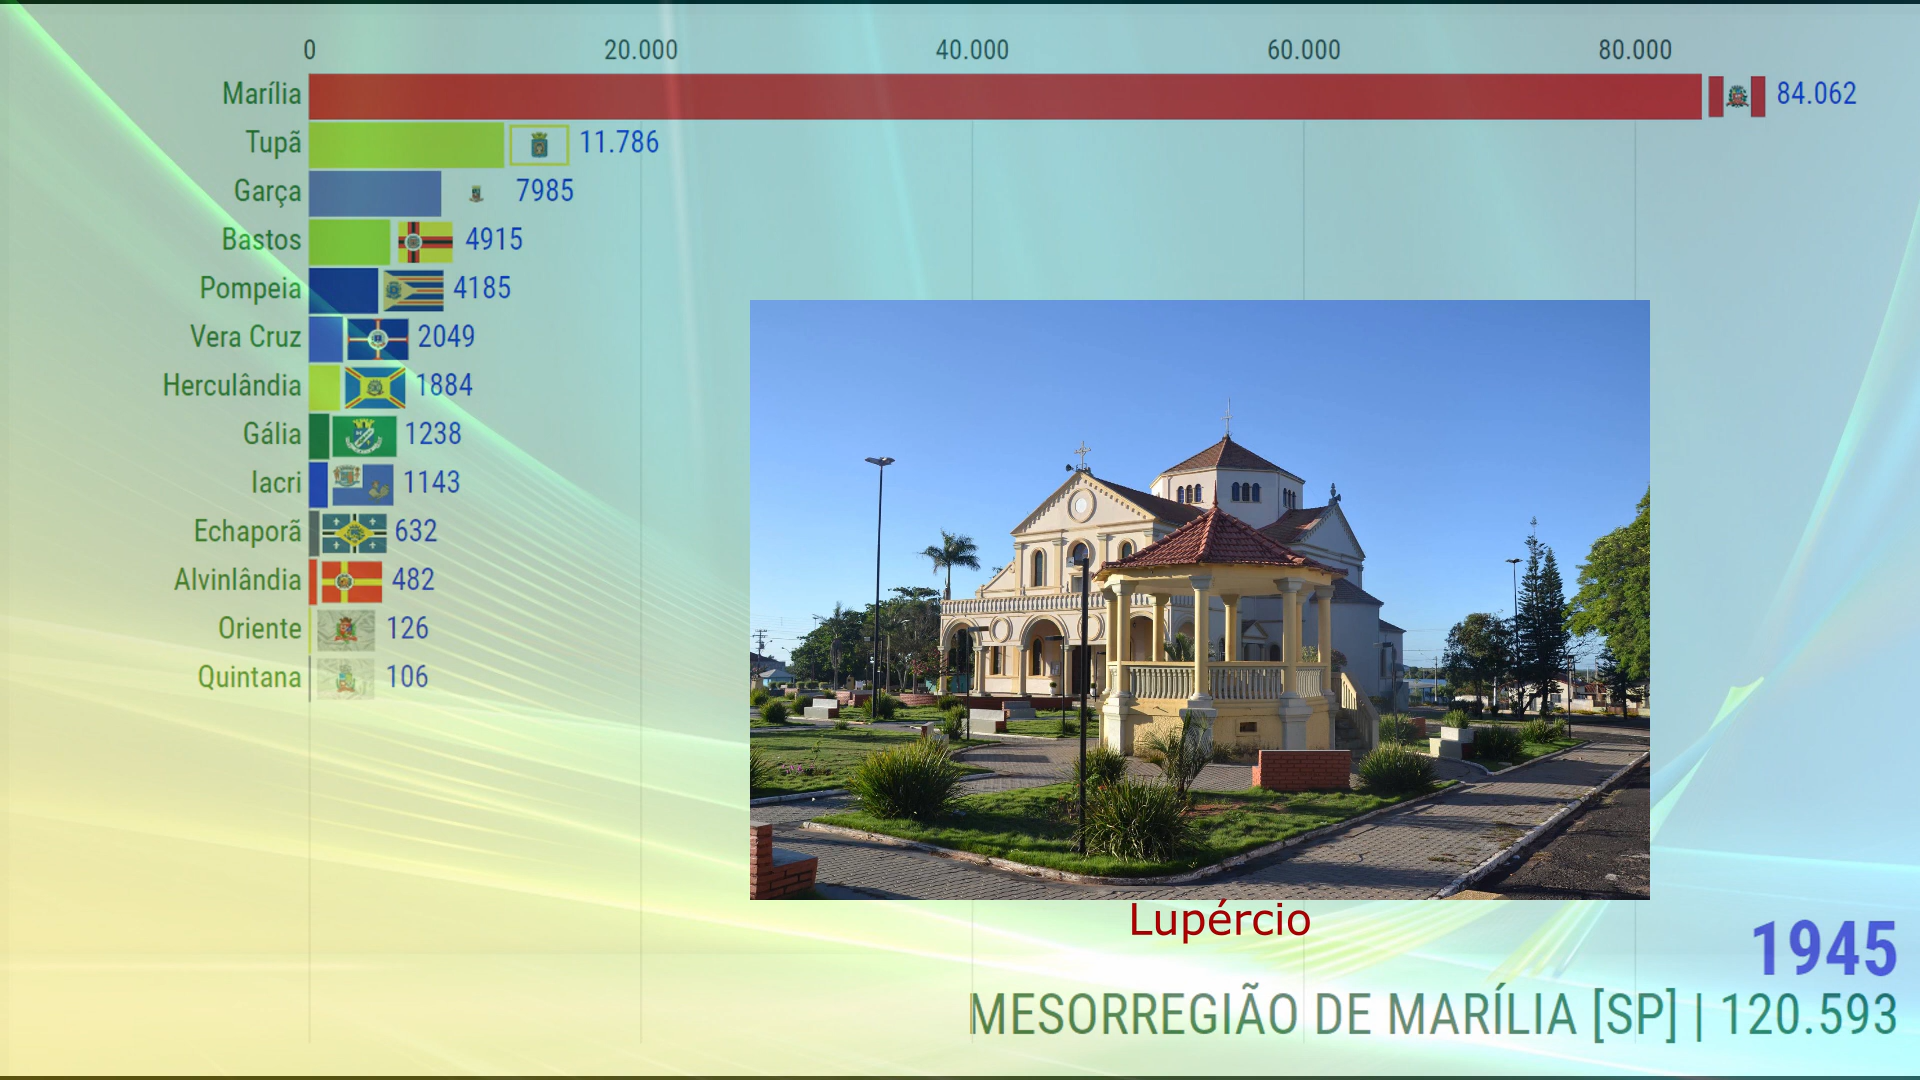 0 20.000 40.000 60.000 80.000
Marília 84.062
Tupã 11.786
Garça 7985
Bastos 4915
Pompeia 4185
Vera Cruz 2049
Herculândia 1884
Gália 1238
Iacri 1143
Echaporã 632
Alvinlândia 482
Oriente 126
Quintana 106
Lupércio
1945
MESORREGIÃO DE MARÍLIA [SP] | 120.593